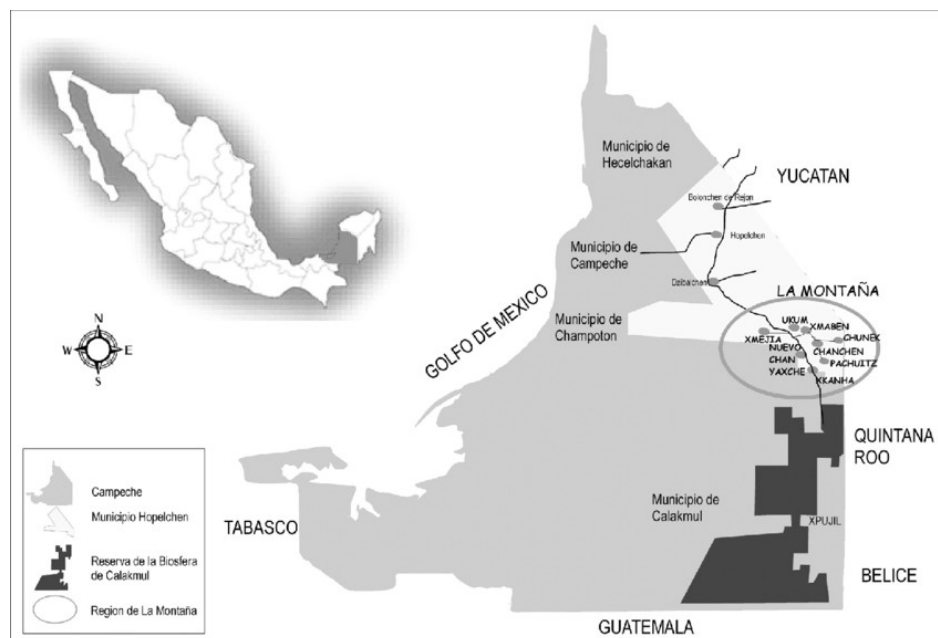 Municipio de
Hecelchakan
YUCATAN
Bolonchen de Rejon
Hopelchen
Municipio de
Campeche
Dzibalchen
LA MONTAÑA
GOLFO DE MEXICO
Municipio de
Champoton
UKUM
XMABEN
CHUNEK
XMEJIA
NUEVO
CHANCHEN
CHAN
PACHUITZ
YAXCHE
KKANHA
N
W
E
S
QUINTANA
ROO
Campeche
Municipio Hopelchen
Reserva de la Biosfera
de Calakmul
Region de La Montaña
TABASCO
Municipio de
Calakmul
XPUJIL
BELICE
GUATEMALA